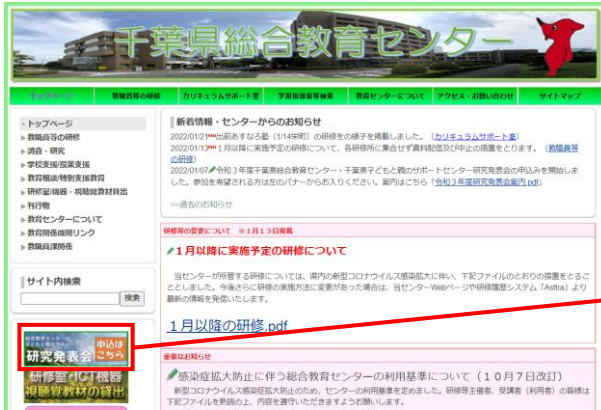 千葉県総合教育センター
トップページ
教職員等の研修
カリキュラムサポート室
学習指導案等検索
教育センターについて
アクセス・お問い合わせ
サイトマップ
- トップページ
教職員等の研修
調査・研究
学校支援/授業支援
教育相談/特別支援教育
研修室/機器・視聴覚教材貸出
刊行物
教育センターについて
教育関係機関リンク
教職員課関係
サイト内検索
検索
研究発表会
申込は
こちら
研修室・ICT機器
視聴覚教材の貸出
新着情報・センターからのお知らせ
2022/01/21 出前あすなろ塾（1/14栄町）の研修をの様子を掲載しました。（カリキュラムサポート室）
2022/01/13 1月以降に実施予定の研修について、各研修所に集合せず資料配信及び中止の措置をとります。（教職員等
の研修）
2022/01/07 令和3年度千葉県総合教育センター・千葉県子どもと親のサポートセンター研究発表会の申込みを開始しま
した。参加を希望される方は左のバナーからお入りください。案内はこちら「令和3年度研究発表会案内.pdf」
>>過去のお知らせ
研修等の変更について ※1月13日掲載
1月以降に実施予定の研修について
当センターが所管する研修については、県内の新型コロナウイルス感染拡大に伴い、下記ファイルのとおりの措置をとるこ
ととしました。今後さらに研修の実施方法に変更があった場合は、当センターWebページや研修履歴システム「Asttra」より
最新の情報を発信いたします。
1月以降の研修.pdf
重要なお知らせ
感染症拡大防止に伴う総合教育センターの利用基準について（10月7日改訂）
新型コロナウイルス感染症拡大防止のため、センターの利用基準を定めました。研修等主催者、受講者（利用者）の皆様は
下記ファイルを熟読の上、内容を遵守いただきますようお願いします。